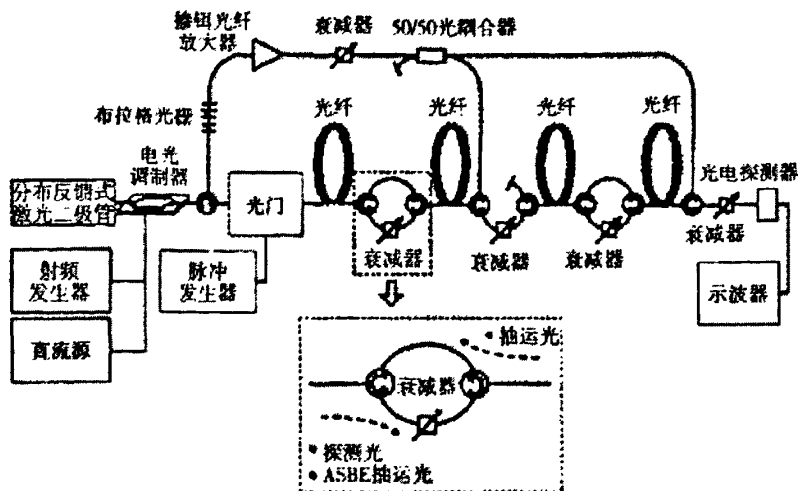 掺铒光纤
放大器
衰减器
50/50光耦合器
布拉格光栅
光纤
光纤
光纤
光纤
电光
调制器
光电探测器
分布反馈式
激光二级管
光门
衰减器
衰减器
衰减器
衰减器
射频
发生器
脉冲
发生器
示波器
直流源
抽运光
衰减器
探测光
ASBE抽运光